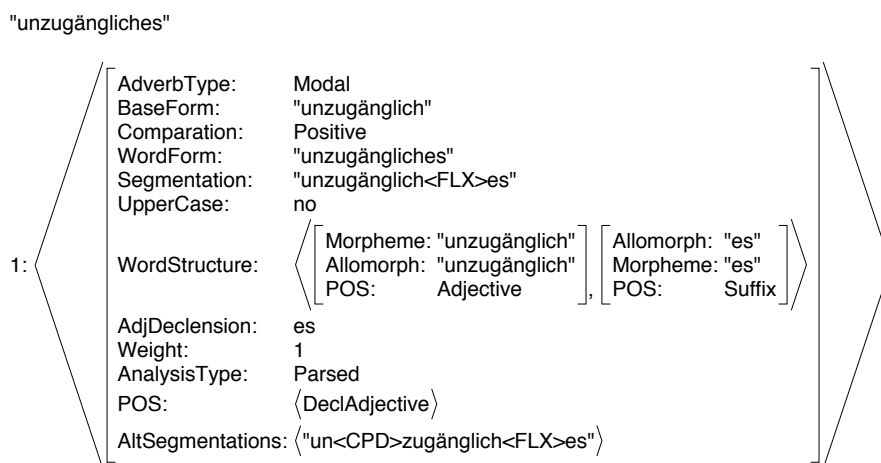 "unzugängliches"
AdverbType: Modal
BaseForm: "unzugänglich"
Comparation: Positive
WordForm: "unzugängliches"
Segmentation: "unzugänglich<FLX>es"
UpperCase: no
1: WordStructure: Morpheme: "unzugänglich" Allomorph: "es"
Allomorph: "unzugänglich" Morpheme: "es"
POS: Adjective , POS: Suffix
AdjDeclension: es
Weight: 1
AnalysisType: Parsed
POS: ⟨DeclAdjective⟩
AltSegmentations: ⟨"un<CPD>zugänglich<FLX>es"⟩